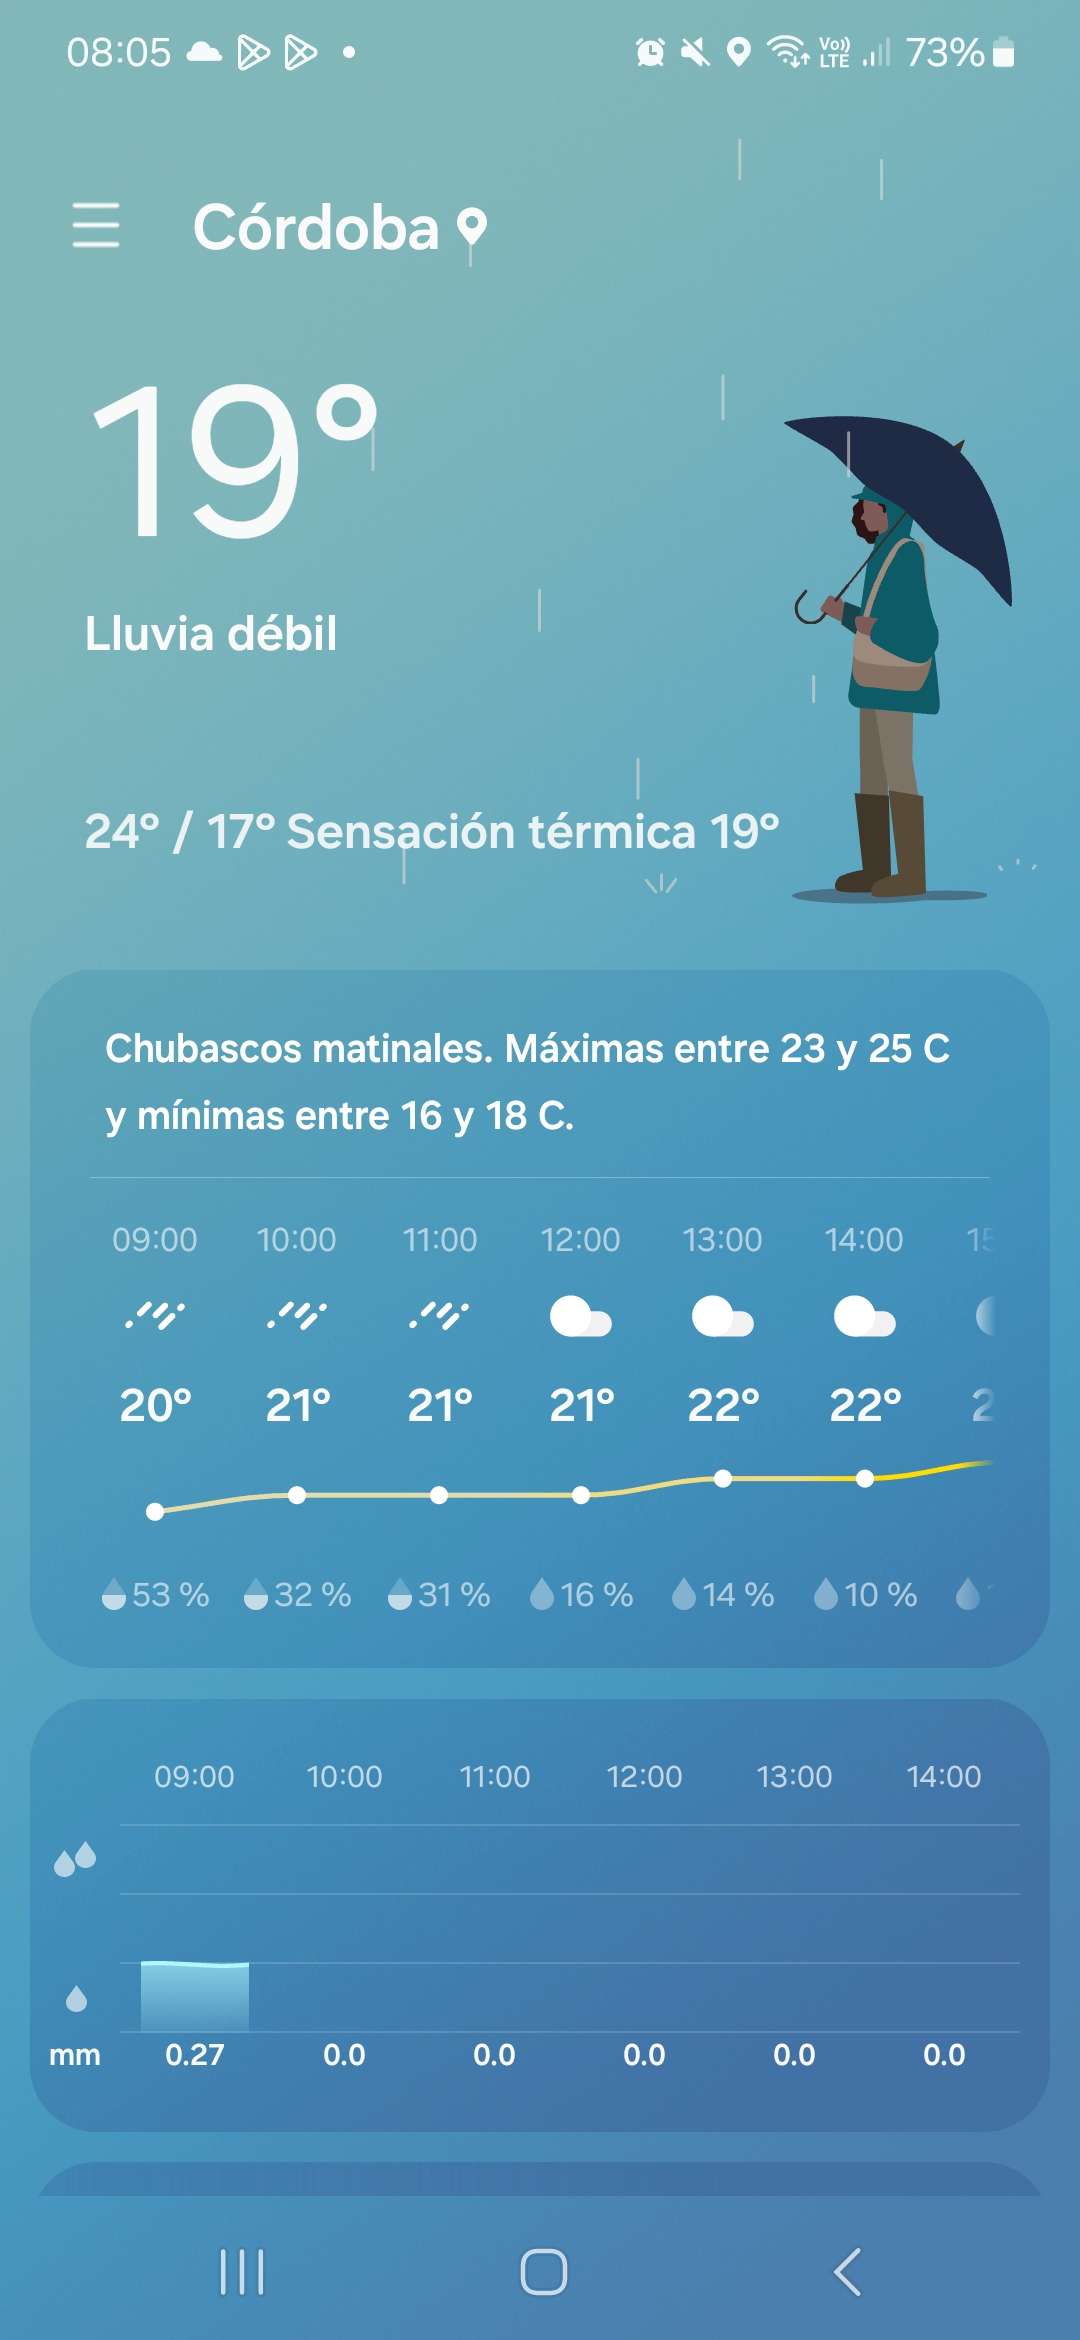 08:05
Vo)) LTE 73%
Córdoba
19°
Lluvia débil
24° / 17° Sensación térmica 19°
Chubascos matinales. Máximas entre 23 y 25 C
y mínimas entre 16 y 18 C.
09:00 10:00 11:00 12:00 13:00 14:00
20° 21° 21° 21° 22° 22°
53 % 32 % 31 % 16 % 14 % 10 %
09:00 10:00 11:00 12:00 13:00 14:00
mm 0.27 0.0 0.0 0.0 0.0 0.0